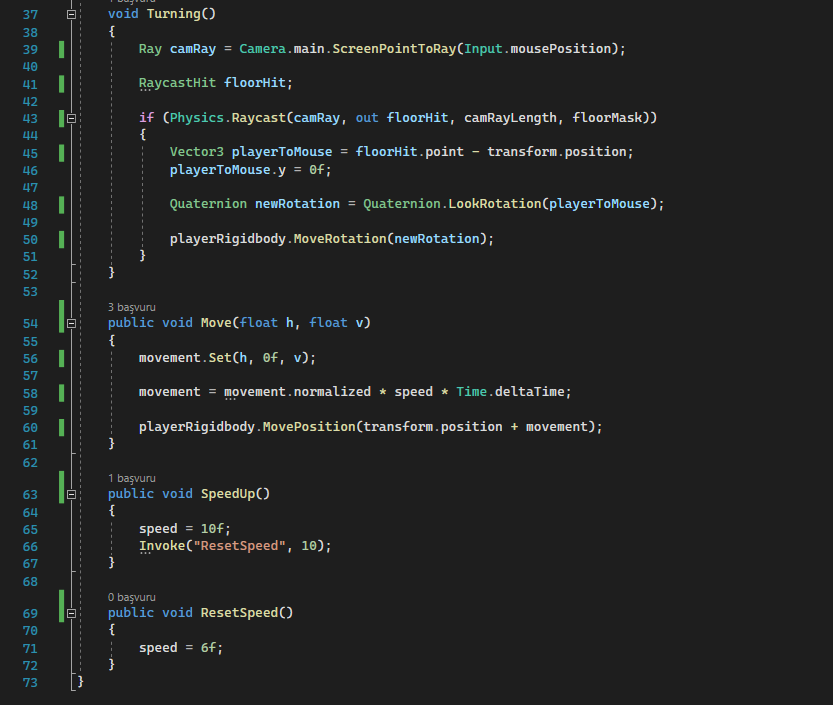 1 başvuru
37 void Turning()
38 {
39 Ray camRay = Camera.main.ScreenPointToRay(Input.mousePosition);
40
41 RaycastHit floorHit;
42
43 if (Physics.Raycast(camRay, out floorHit, camRayLength, floorMask))
44 {
45 Vector3 playerToMouse = floorHit.point - transform.position;
46 playerToMouse.y = 0f;
47
48 Quaternion newRotation = Quaternion.LookRotation(playerToMouse);
49
50 playerRigidbody.MoveRotation(newRotation);
51 }
52 }
53
3 başvuru
54 public void Move(float h, float v)
55 {
56 movement.Set(h, 0f, v);
57
58 movement = movement.normalized * speed * Time.deltaTime;
59
60 playerRigidbody.MovePosition(transform.position + movement);
61 }
62
1 başvuru
63 public void SpeedUp()
64 {
65 speed = 10f;
66 Invoke("ResetSpeed", 10);
67 }
68
0 başvuru
69 public void ResetSpeed()
70 {
71 speed = 6f;
72 }
73 }